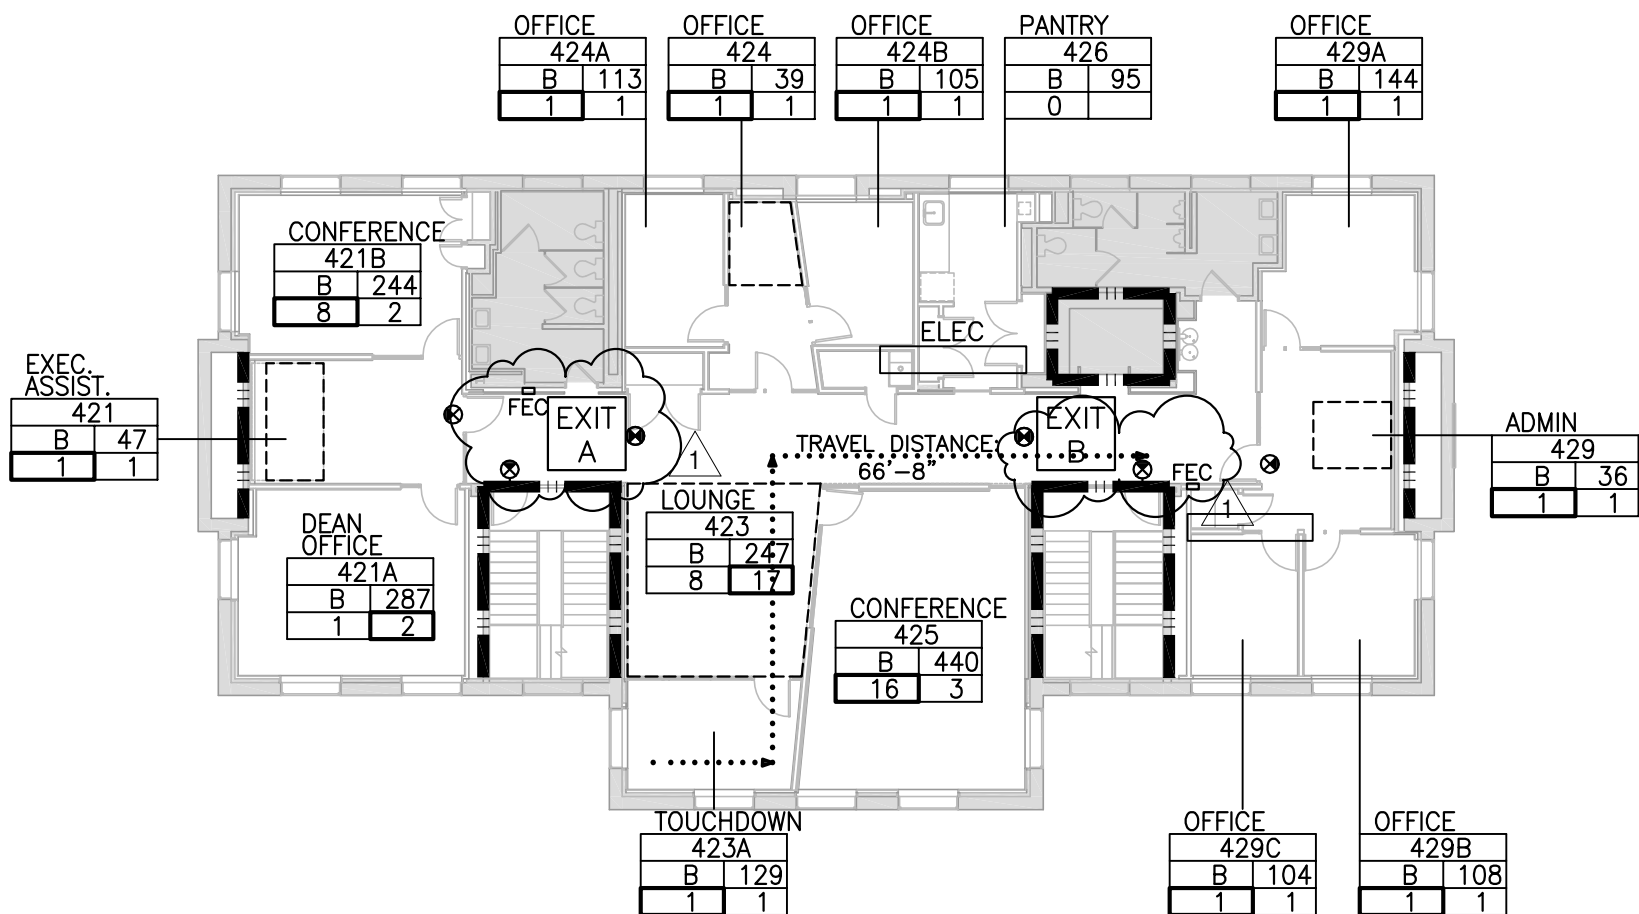 OFFICE
424A
B 113
1 1
OFFICE
424
B 39
1 1
OFFICE
424B
B 105
1 1
PANTRY
426
B 95
0
OFFICE
429A
B 144
1 1
CONFERENCE
421B
B 244
8 2
ELEC
EXEC.
ASSIST.
421
B 47
1 1
FEC
EXIT
A
1
TRAVEL DISTANCE:
66'-8"
EXIT
B
FEC
1
ADMIN
429
B 36
1 1
DEAN
OFFICE
421A
B 287
1 2
LOUNGE
423
B 247
8 17
CONFERENCE
425
B 440
16 3
TOUCHDOWN
423A
B 129
1 1
OFFICE
429C
B 104
1 1
OFFICE
429B
B 108
1 1